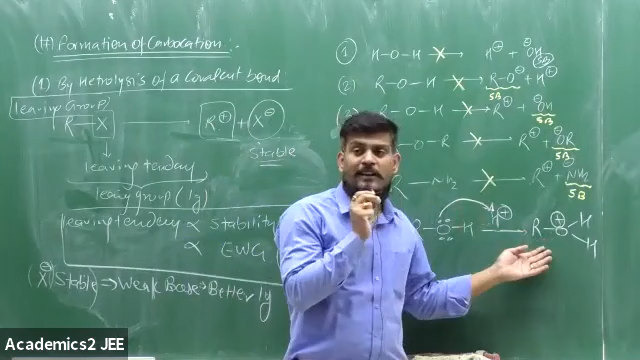 (H) Formation of Carbocation :-
(1) By Hetrolysis of a Covalent bond
leaving Group
R—X ⟶ R⊕ + X⊖
Stable
leaving tendency
leaving group (lg)
leaving tendency ∝ Stability
∝ EWG
(X⊖ Stable) ⇒ Weak Base ⇒ Better lg
(1) H–O–H ⟶ H⊕ + ⊖OH
SB
(2) R–O–H ⟶ R–O⊖ + H⊕
SB
R–O–H ⟶ R⊕ + ⊖OH
SB
–O–R ⟶ R⊕ + ⊖OR
SB
R–NH₂ ⟶ R⊕ + ⊖NH₂
SB
–O–H H⊕ ⟶ R–O⊕ H
H
Academics2 JEE